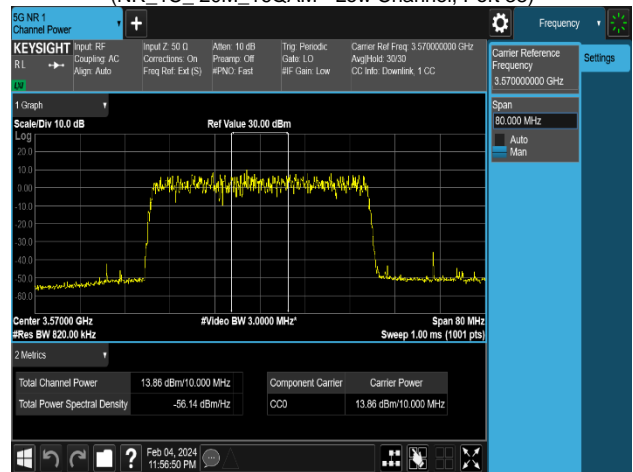 5G NR 1
Channel Power
Frequency
KEYSIGHT
RL
Input: RF
Coupling: AC
Align: Auto
Input Z: 50 Ω
Corrections: On
Freq Ref: Ext (S)
Atten: 10 dB
Preamp: Off
#PNO: Fast
Trig: Periodic
Gate: LO
#IF Gain: Low
Carrier Ref Freq: 3.570000000 GHz
Avg|Hold: 30/30
CC Info: Downlink, 1 CC
Carrier Reference
Frequency
3.570000000 GHz
Settings
Span
80.000 MHz
Auto
Man
1 Graph
Scale/Div 10.0 dB
Ref Value 30.00 dBm
Log
20.0
10.0
0.00
-10.0
-20.0
-30.0
-40.0
-50.0
-60.0
Center 3.57000 GHz
#Video BW 3.0000 MHz*
Span 80 MHz
#Res BW 820.00 kHz
Sweep 1.00 ms (1001 pts)
2 Metrics
Total Channel Power
13.86 dBm/10.000 MHz
Total Power Spectral Density
-56.14 dBm/Hz
Component Carrier
Carrier Power
CC0
13.86 dBm/10.000 MHz
?
Feb 04, 2024
11:56:50 PM